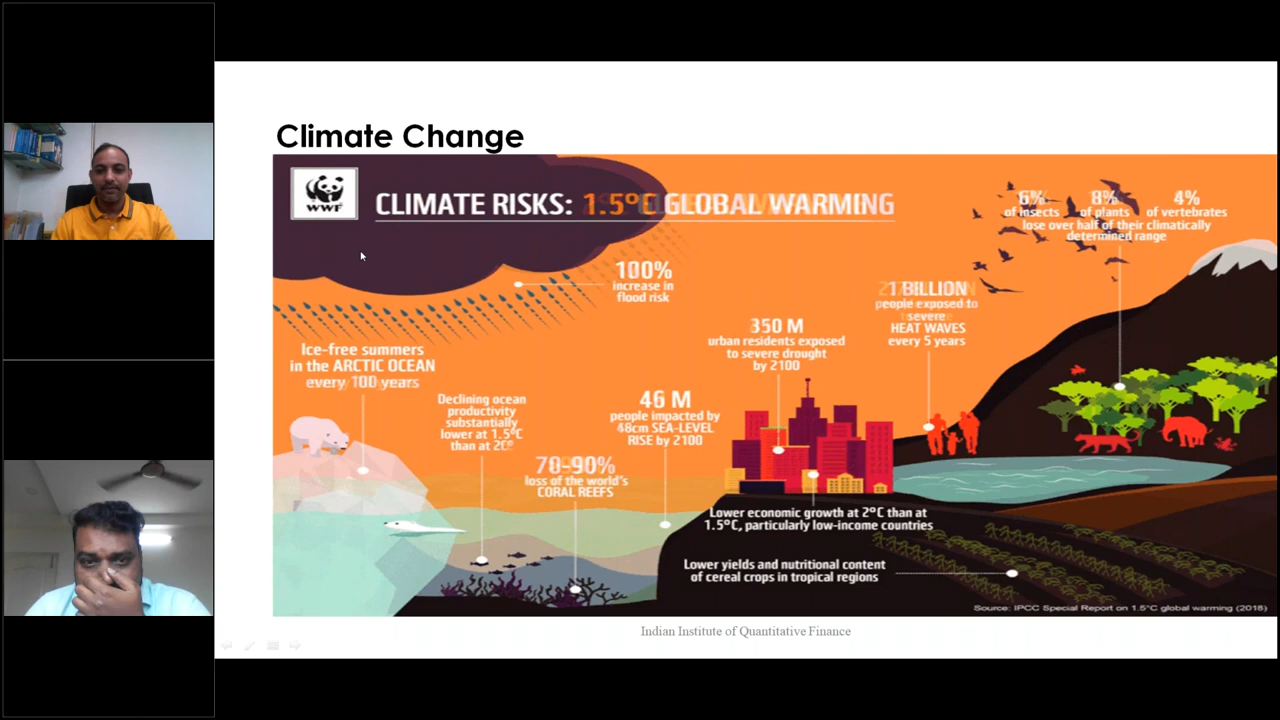 Climate Change
WWF
CLIMATE RISKS: 1.5°C GLOBAL WARMING
6%
of insects
8%
of plants
4%
of vertebrates
lose over half of their climatically
determined range
100%
increase in
flood risk
1 BILLION
people exposed to
severe
HEAT WAVES
every 5 years
350 M
urban residents exposed
to severe drought
by 2100
Ice-free summers
in the ARCTIC OCEAN
every 100 years
Declining ocean
productivity
substantially
lower at 1.5°C
than at 2C
46 M
people impacted by
48cm SEA-LEVEL
RISE by 2100
70-90%
loss of the world's
CORAL REEFS
Lower economic growth at 2°C than at
1.5°C, particularly low-income countries
Lower yields and nutritional content
of cereal crops in tropical regions
Source: IPCC Special Report on 1.5°C global warming (2018)
Indian Institute of Quantitative Finance